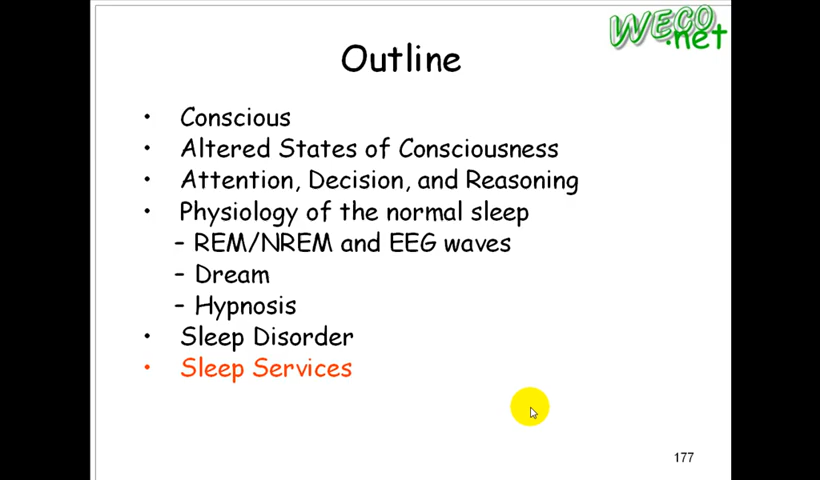 WECO
.net
Outline
• Conscious
• Altered States of Consciousness
• Attention, Decision, and Reasoning
• Physiology of the normal sleep
– REM/NREM and EEG waves
– Dream
– Hypnosis
• Sleep Disorder
• Sleep Services
177